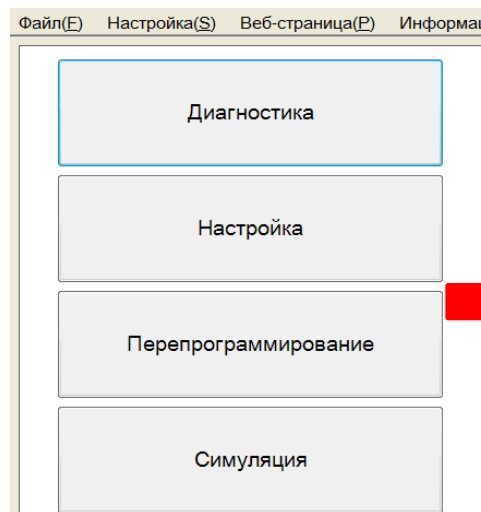 Файл(F) Настройка(S) Веб-страница(P)
Диагностика
Настройка
Перепрограммирование
Симуляция